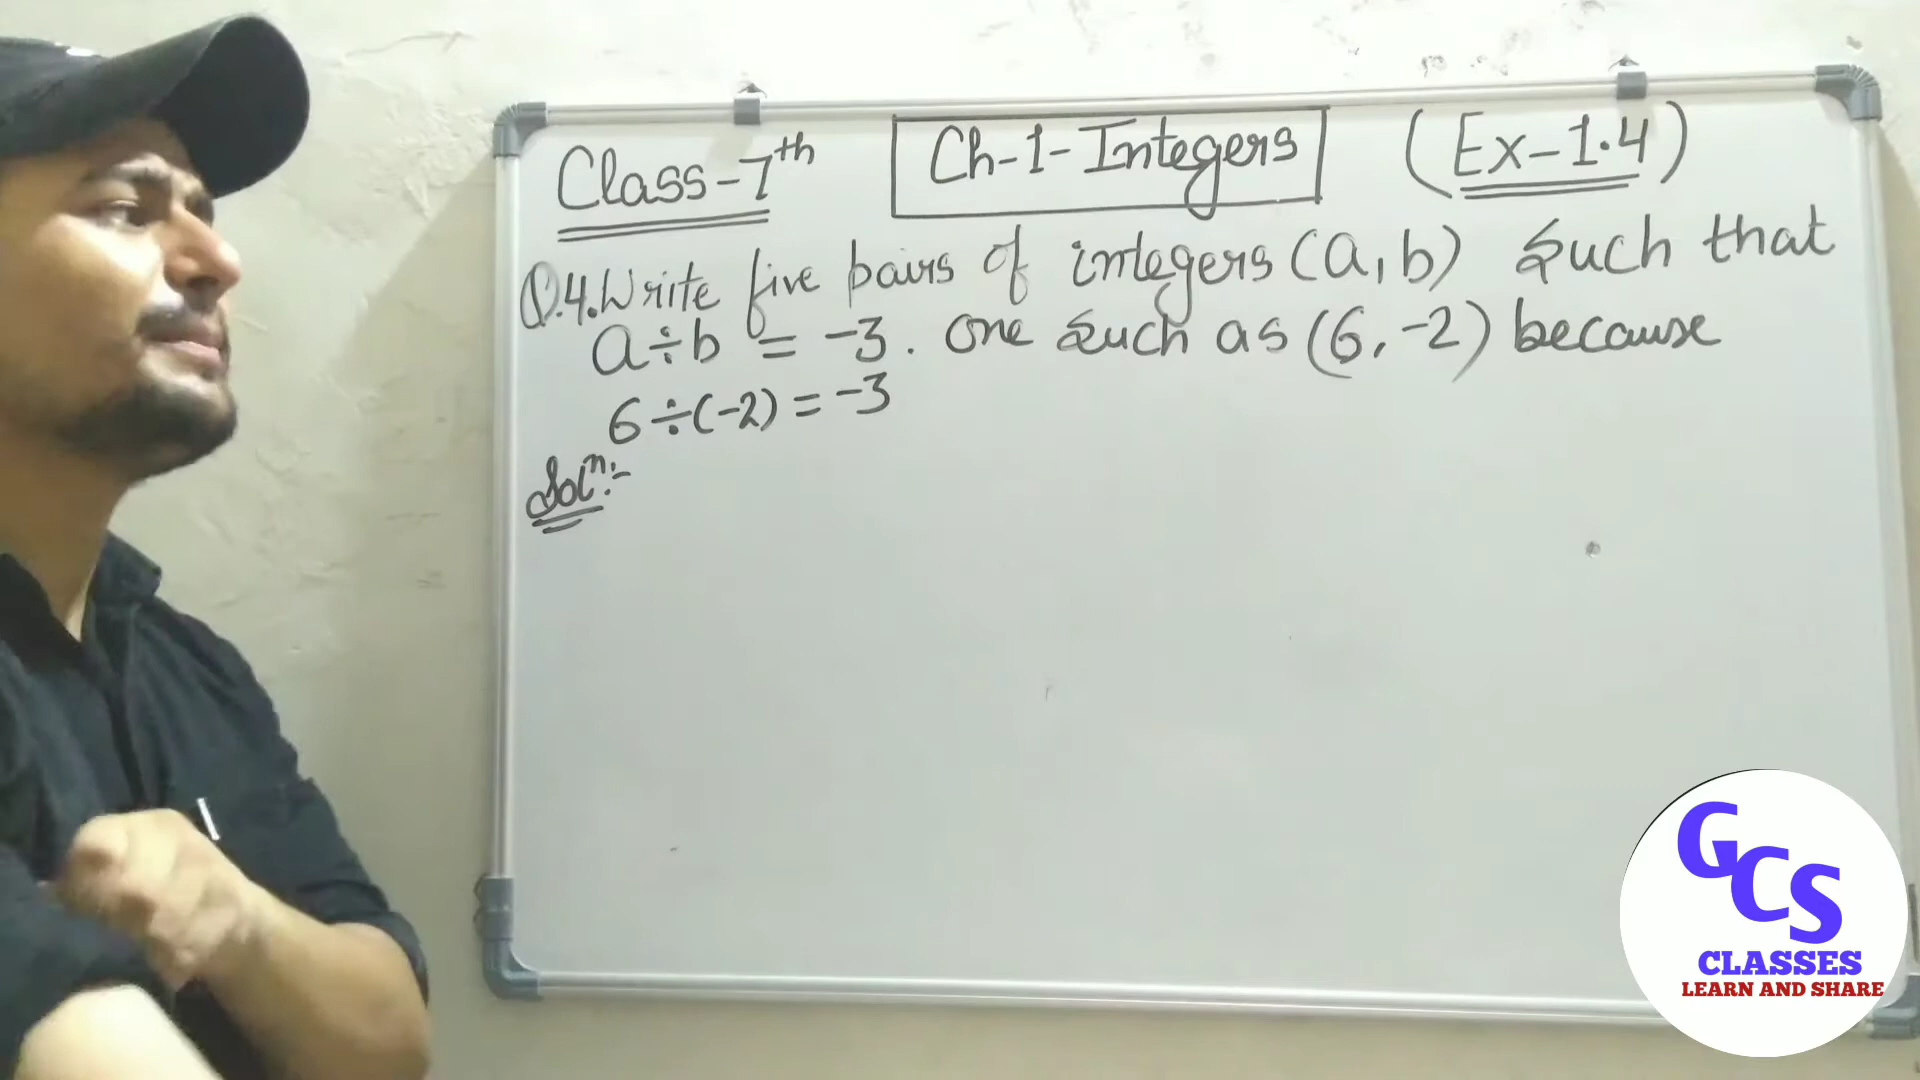 Class-7th
Ch-1-Integers
(Ex-1.4)
Q.4. Write five pairs of integers (a, b) such that
a÷b = -3. One such as (6, -2) because
6÷(-2) = -3
Solⁿ:-
GCS
CLASSES
LEARN AND SHARE